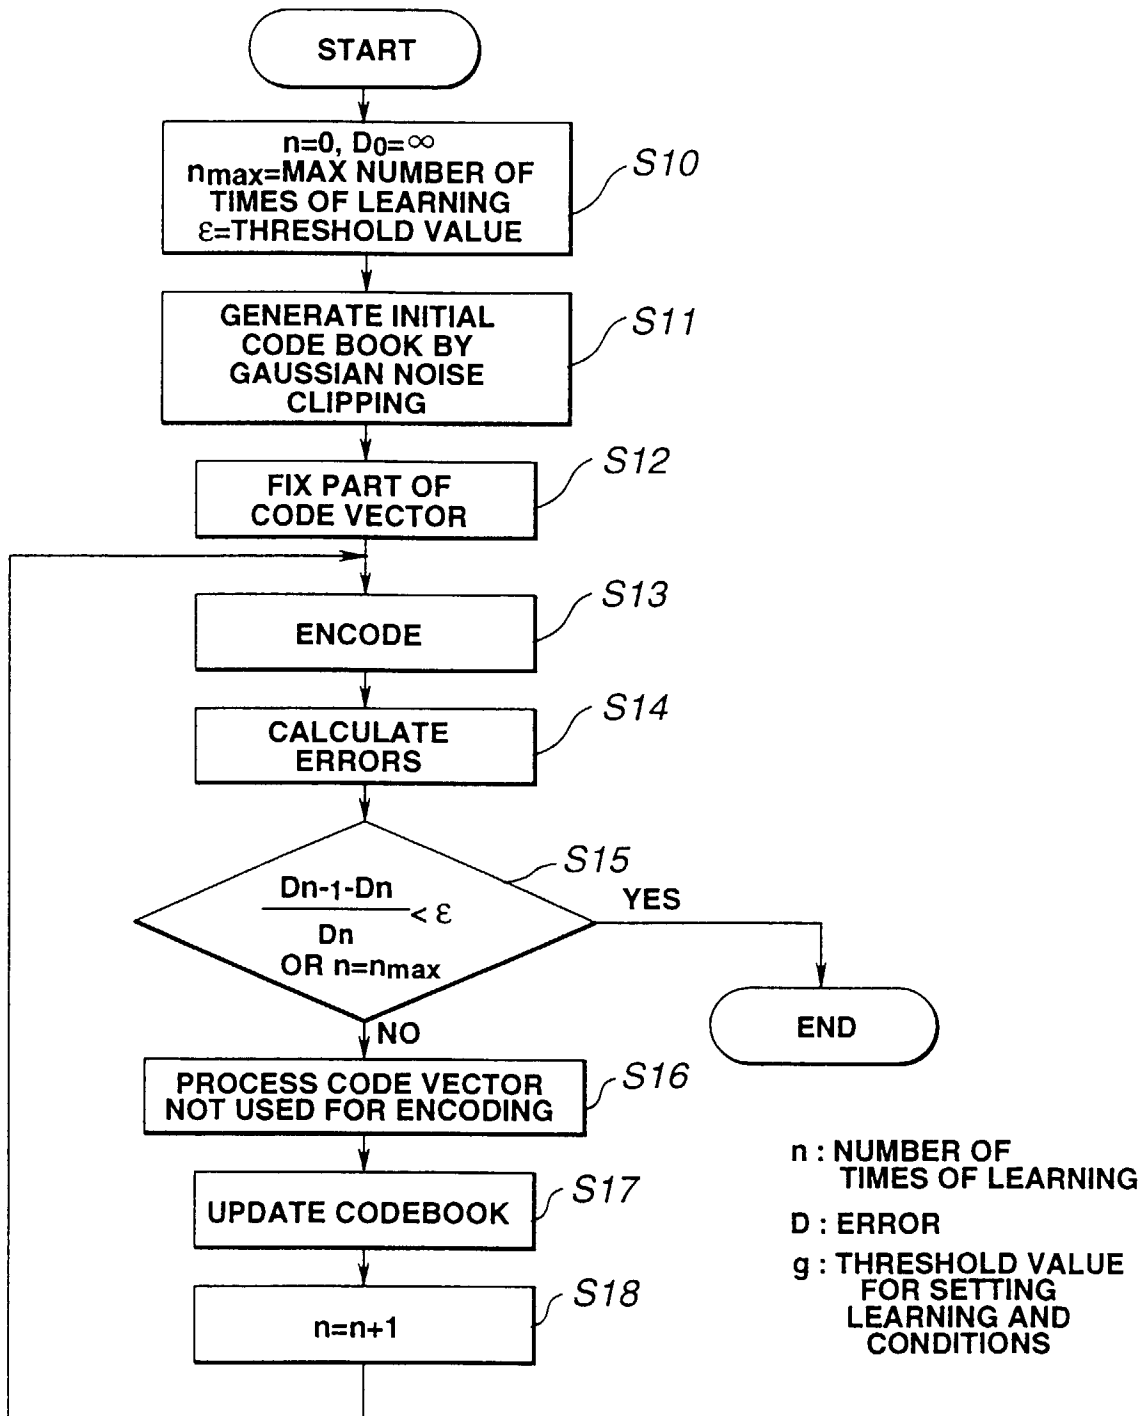 START
n=0, D0=∞
nmax=MAX NUMBER OF
TIMES OF LEARNING
ε=THRESHOLD VALUE
S10
GENERATE INITIAL
CODE BOOK BY
GAUSSIAN NOISE
CLIPPING
S11
FIX PART OF
CODE VECTOR
S12
ENCODE
S13
CALCULATE
ERRORS
S14
Dn-1-Dn
< ε
Dn
OR n=nmax
S15
YES
END
NO
PROCESS CODE VECTOR
NOT USED FOR ENCODING
S16
UPDATE CODEBOOK
S17
n=n+1
S18
n : NUMBER OF
TIMES OF LEARNING
D : ERROR
g : THRESHOLD VALUE
FOR SETTING
LEARNING AND
CONDITIONS